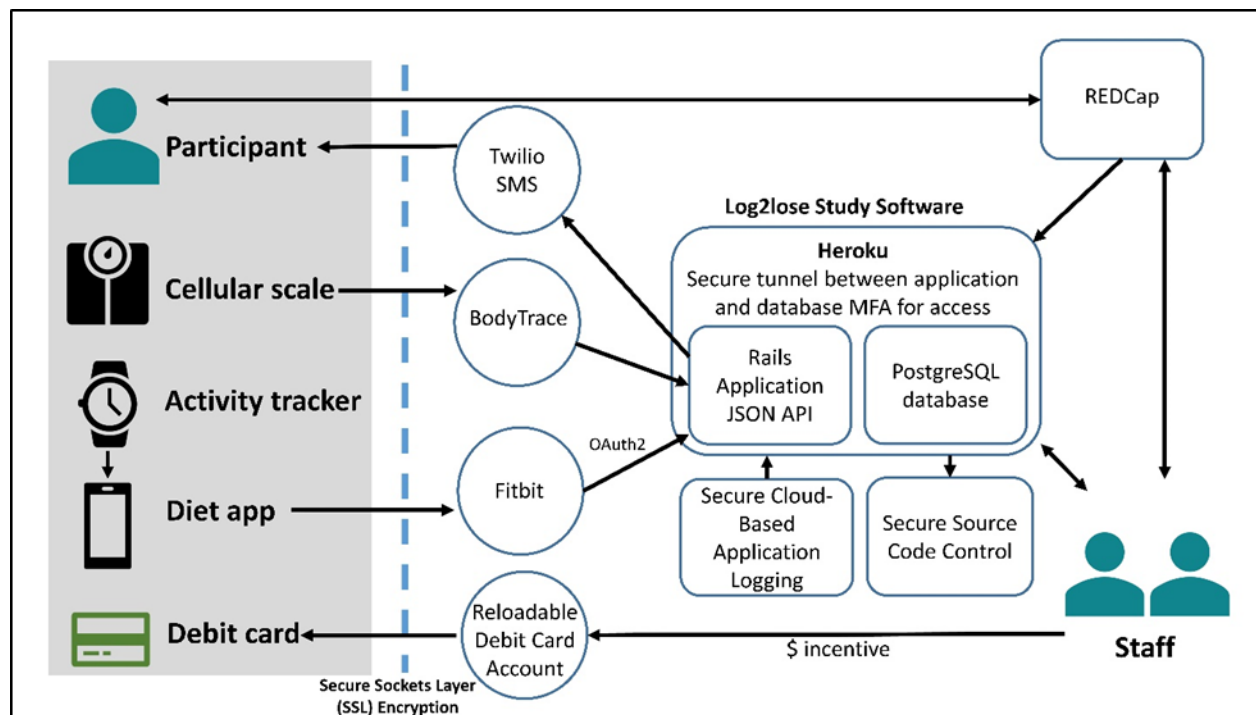 REDCap
Participant
Twilio
SMS
Log2lose Study Software
Heroku
Secure tunnel between application
and database MFA for access
Cellular scale
BodyTrace
Rails
Application
JSON API
PostgreSQL
database
Activity tracker
OAuth2
Diet app
Fitbit
Secure Cloud-
Based
Application
Logging
Secure Source
Code Control
Debit card
Reloadable
Debit Card
Account
$ incentive
Staff
Secure Sockets Layer
(SSL) Encryption